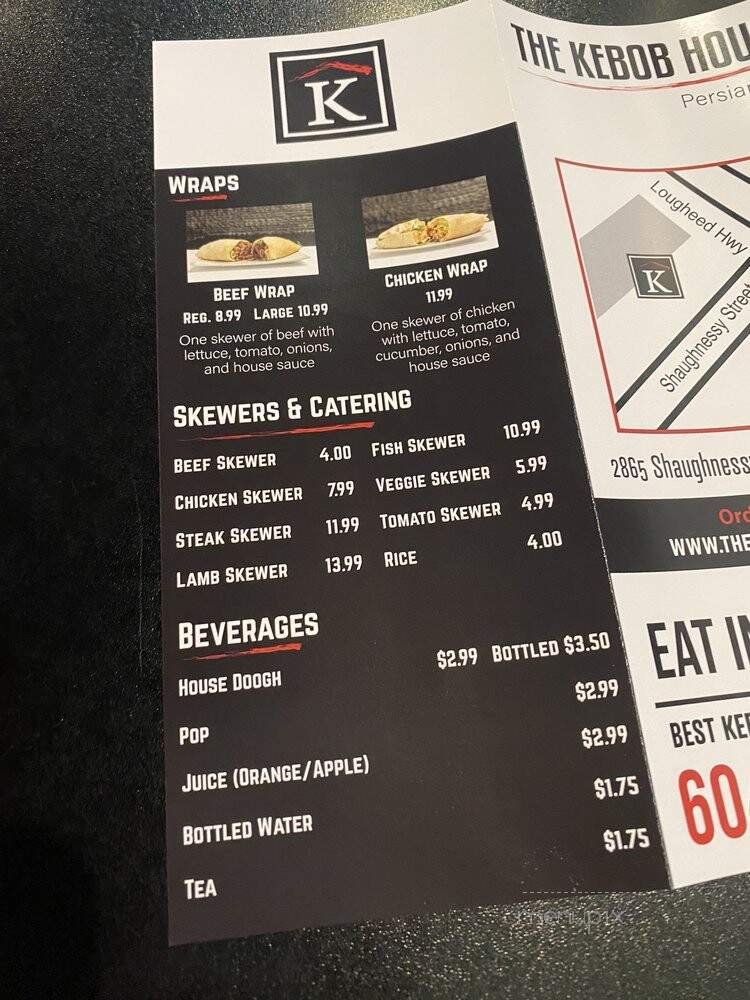 K
WRAPS
BEEF WRAP
REG. 8.99 LARGE 10.99
One skewer of beef with
lettuce, tomato, onions,
and house sauce
CHICKEN WRAP
11.99
One skewer of chicken
with lettuce, tomato,
cucumber, onions, and
house sauce
SKEWERS & CATERING
BEEF SKEWER 4.00
CHICKEN SKEWER 7.99
STEAK SKEWER 11.99
LAMB SKEWER 13.99
FISH SKEWER 10.99
VEGGIE SKEWER 5.99
TOMATO SKEWER 4.99
RICE 4.00
BEVERAGES
HOUSE DOOGH $2.99 BOTTLED $3.50
POP $2.99
JUICE (ORANGE/APPLE) $2.99
BOTTLED WATER $1.75
TEA $1.75
THE KEBOB HOU
Persian
Lougheed Hwy
K
Shaughnessy Street
2865 Shaughnessy
Ord
WWW.THE
EAT IN
BEST KE
60
menupix